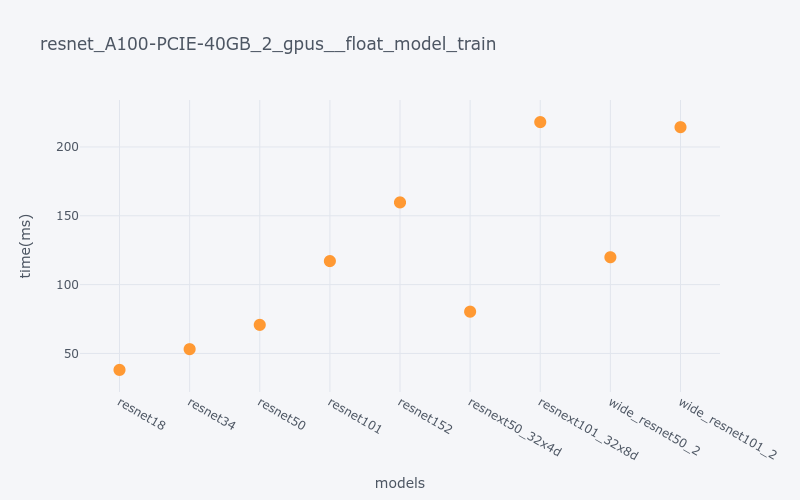 resnet_A100-PCIE-40GB_2_gpus__float_model_train
time(ms)
200
150
100
50
resnet18
resnet34
resnet50
resnet101
resnet152
resnext50_32x4d
resnext101_32x8d
wide_resnet50_2
wide_resnet101_2
models